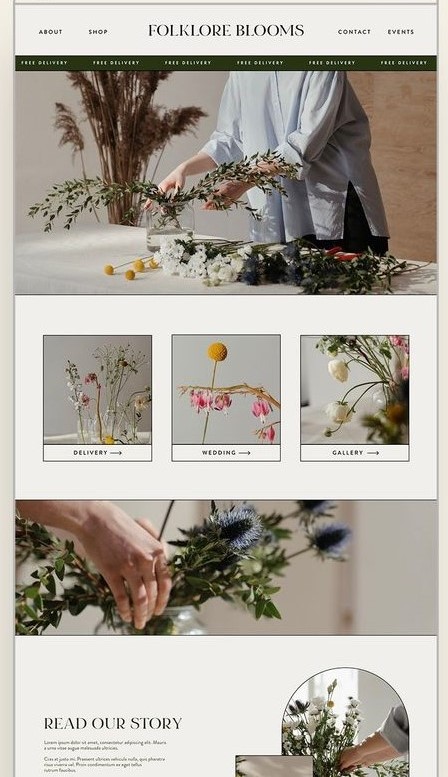 ABOUT SHOP FOLKLORE BLOOMS CONTACT EVENTS
FREE DELIVERY FREE DELIVERY FREE DELIVERY FREE DELIVERY FREE DELIVERY FREE DELIVERY
DELIVERY → WEDDING → GALLERY →
READ OUR STORY
Lorem ipsum dolor sit amet, consectetur adipiscing elit. Mauris
a urna vitae augue malesuada ultrices.
Cras et justo mi. Praesent ultrices vehicula nulla, quis pharetra
risus viverra vel. Proin condimentum ex eget tellus
rutrum faucibus.